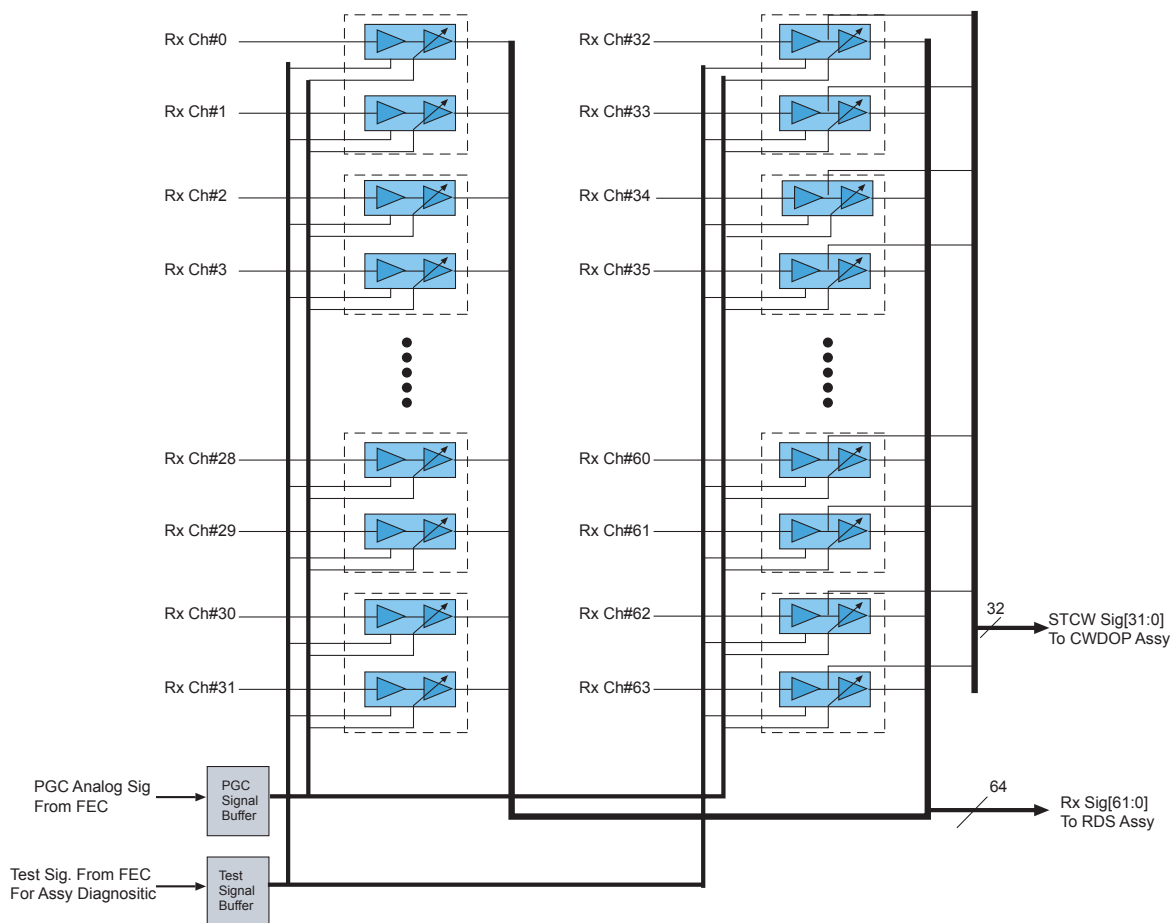 Rx Ch#0
Rx Ch#1
Rx Ch#2
Rx Ch#3
Rx Ch#28
Rx Ch#29
Rx Ch#30
Rx Ch#31
Rx Ch#32
Rx Ch#33
Rx Ch#34
Rx Ch#35
Rx Ch#60
Rx Ch#61
Rx Ch#62
Rx Ch#63
32
STCW Sig[31:0]
To CWDOP Assy
64
Rx Sig[61:0]
To RDS Assy
PGC Analog Sig
From FEC
PGC
Signal
Buffer
Test Sig. From FEC
For Assy Diagnositic
Test
Signal
Buffer